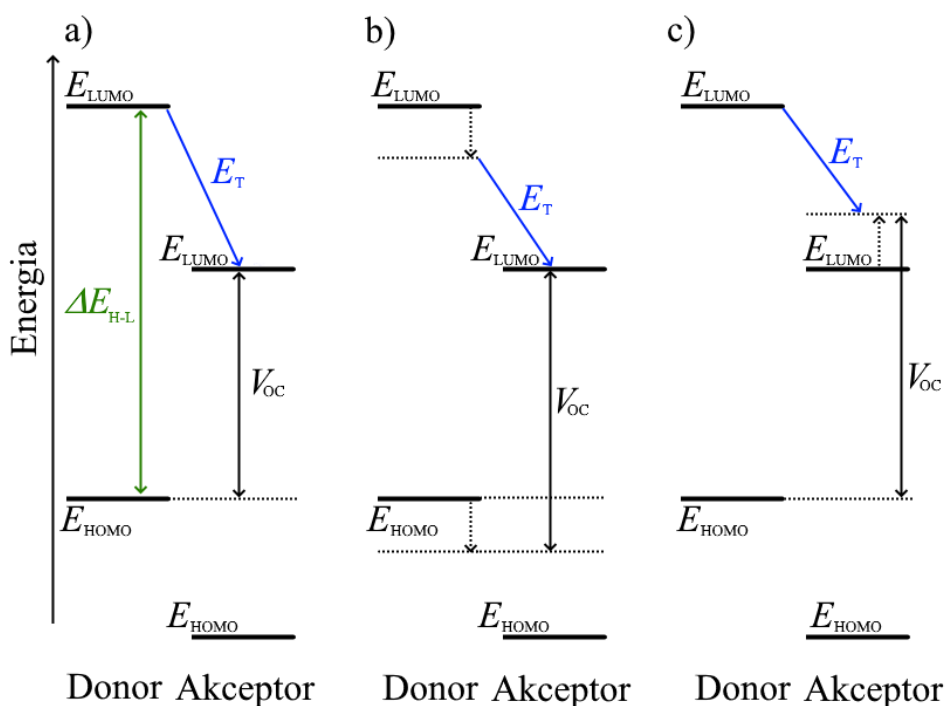 a)
b)
c)
Energia
E_LUMO
E_T
E_LUMO
ΔE_H-L
V_OC
E_HOMO
E_HOMO
Donor Akceptor
E_LUMO
E_T
E_LUMO
V_OC
E_HOMO
E_HOMO
Donor Akceptor
E_LUMO
E_T
E_LUMO
V_OC
E_HOMO
E_HOMO
Donor Akceptor